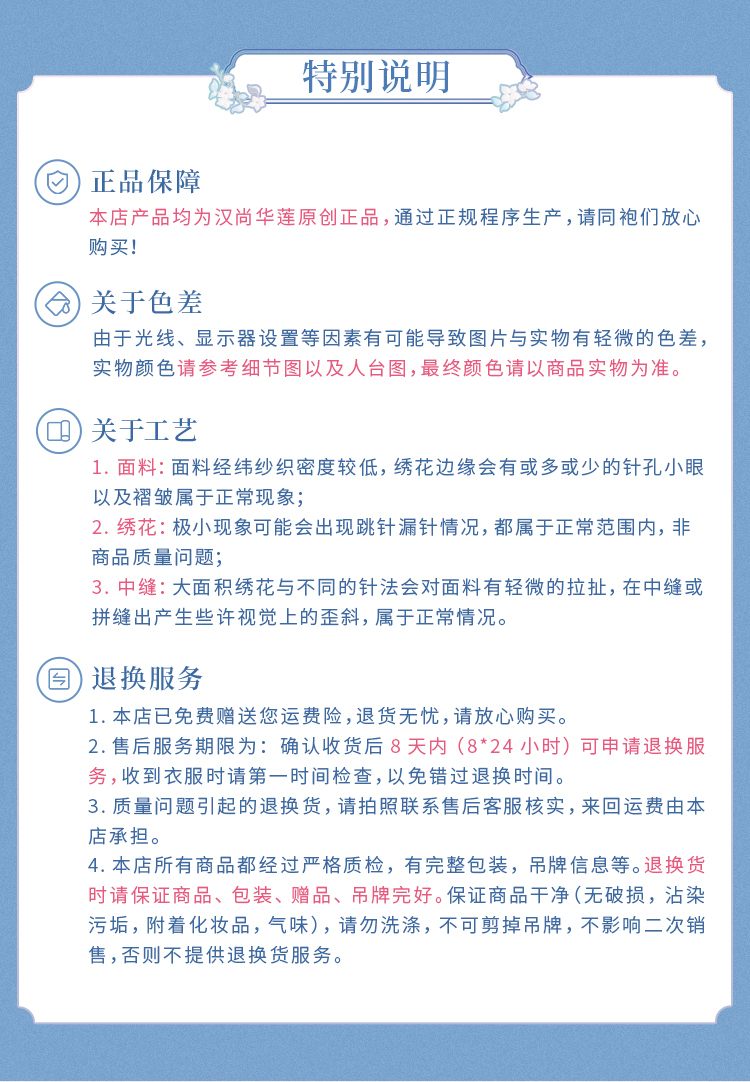 特别说明
正品保障
本店产品均为汉尚华莲原创正品,通过正规程序生产,请同袍们放心
购买!
关于色差
由于光线、显示器设置等因素有可能导致图片与实物有轻微的色差,
实物颜色请参考细节图以及人台图,最终颜色请以商品实物为准。
关于工艺
1. 面料: 面料经纬纱织密度较低, 绣花边缘会有或多或少的针孔小眼
以及褶皱属于正常现象;
2. 绣花: 极小现象可能会出现跳针漏针情况, 都属于正常范围内, 非
商品质量问题;
3. 中缝: 大面积绣花与不同的针法会对面料有轻微的拉扯, 在中缝或
拼缝出产生些许视觉上的歪斜, 属于正常情况。
退换服务
1. 本店已免费赠送您运费险,退货无忧,请放心购买。
2. 售后服务期限为: 确认收货后 8 天内 (8*24 小时) 可申请退换服
务,收到衣服时请第一时间检查,以免错过退换时间。
3. 质量问题引起的退换货, 请拍照联系售后客服核实, 来回运费由本
店承担。
4. 本店所有商品都经过严格质检, 有完整包装, 吊牌信息等。退换货
时请保证商品、包装、赠品、吊牌完好。保证商品干净(无破损, 沾染
污垢, 附着化妆品, 气味), 请勿洗涤, 不可剪掉吊牌, 不影响二次销
售,否则不提供退换货服务。